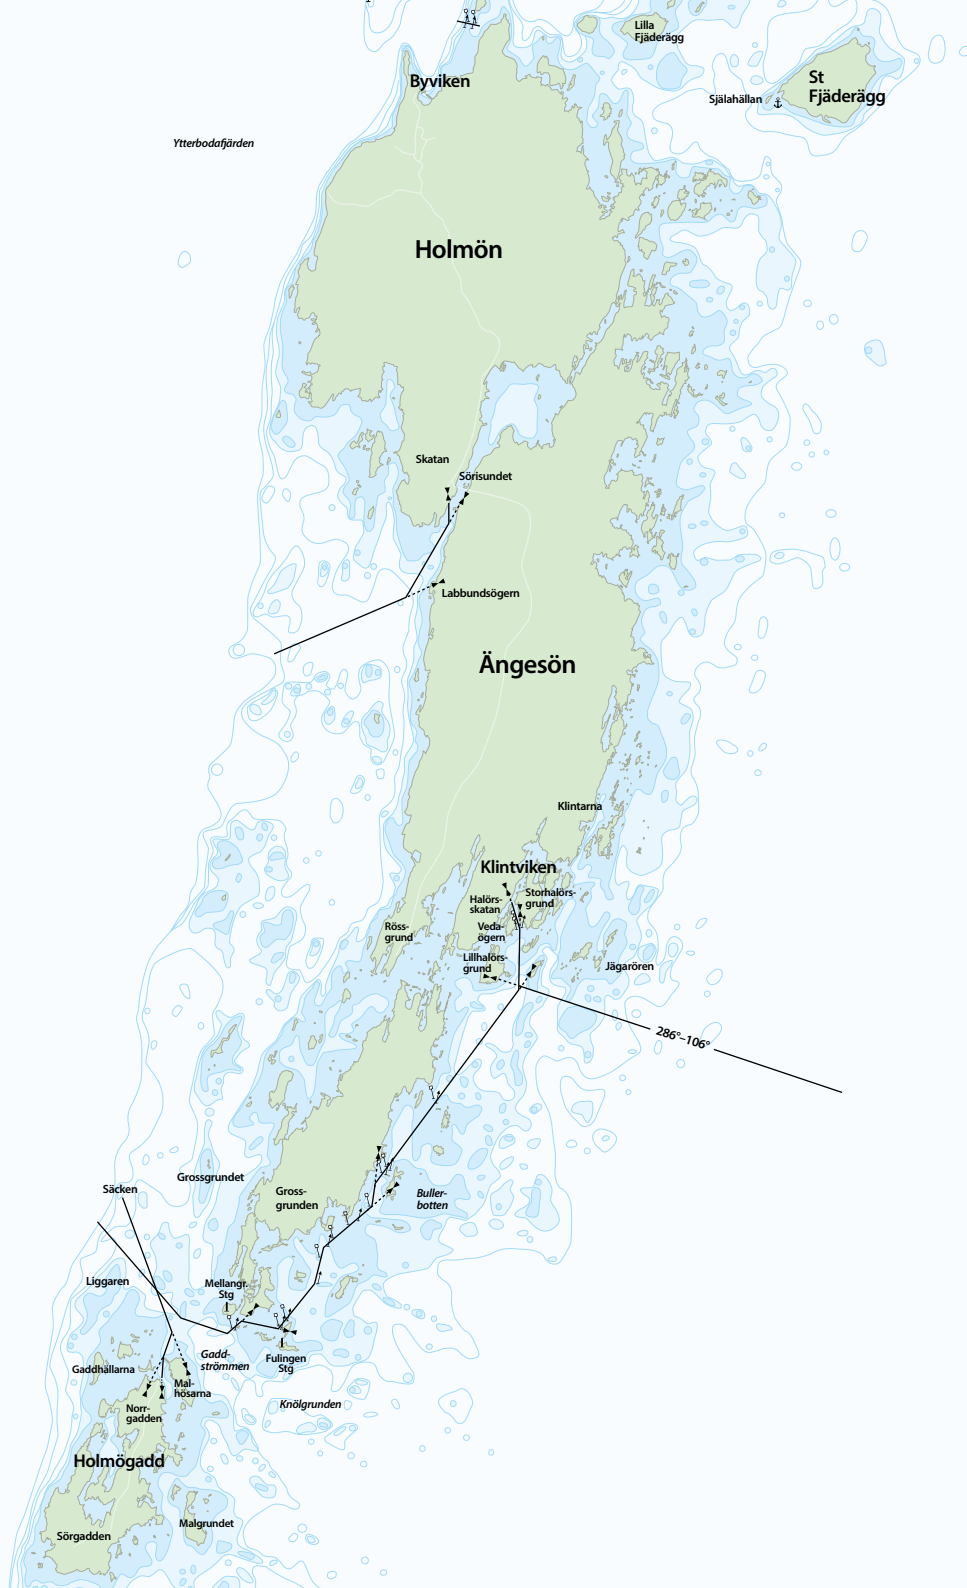 Lilla
Fjäderägg
St
Fjäderägg
Själahällan
Byviken
Ytterbodafjärden
Holmön
Skatan
Sörisundet
Labbundsögern
Ängesön
Klintarna
Klintviken
Halörs-
skatan
Storhalörs-
grund
Röss-
grund
Veda-
ögern
Lillhalörs-
grund
Jägarören
286°–106°
Grossgrundet
Säcken
Gross-
grunden
Buller-
botten
Liggaren
Mellangr.
Stg
Gadd-
strömmen
Fulingen
Stg
Gaddhällarna
Mal-
hösarna
Norr-
gadden
Knölgrunden
Holmögadd
Malgrundet
Sörgadden